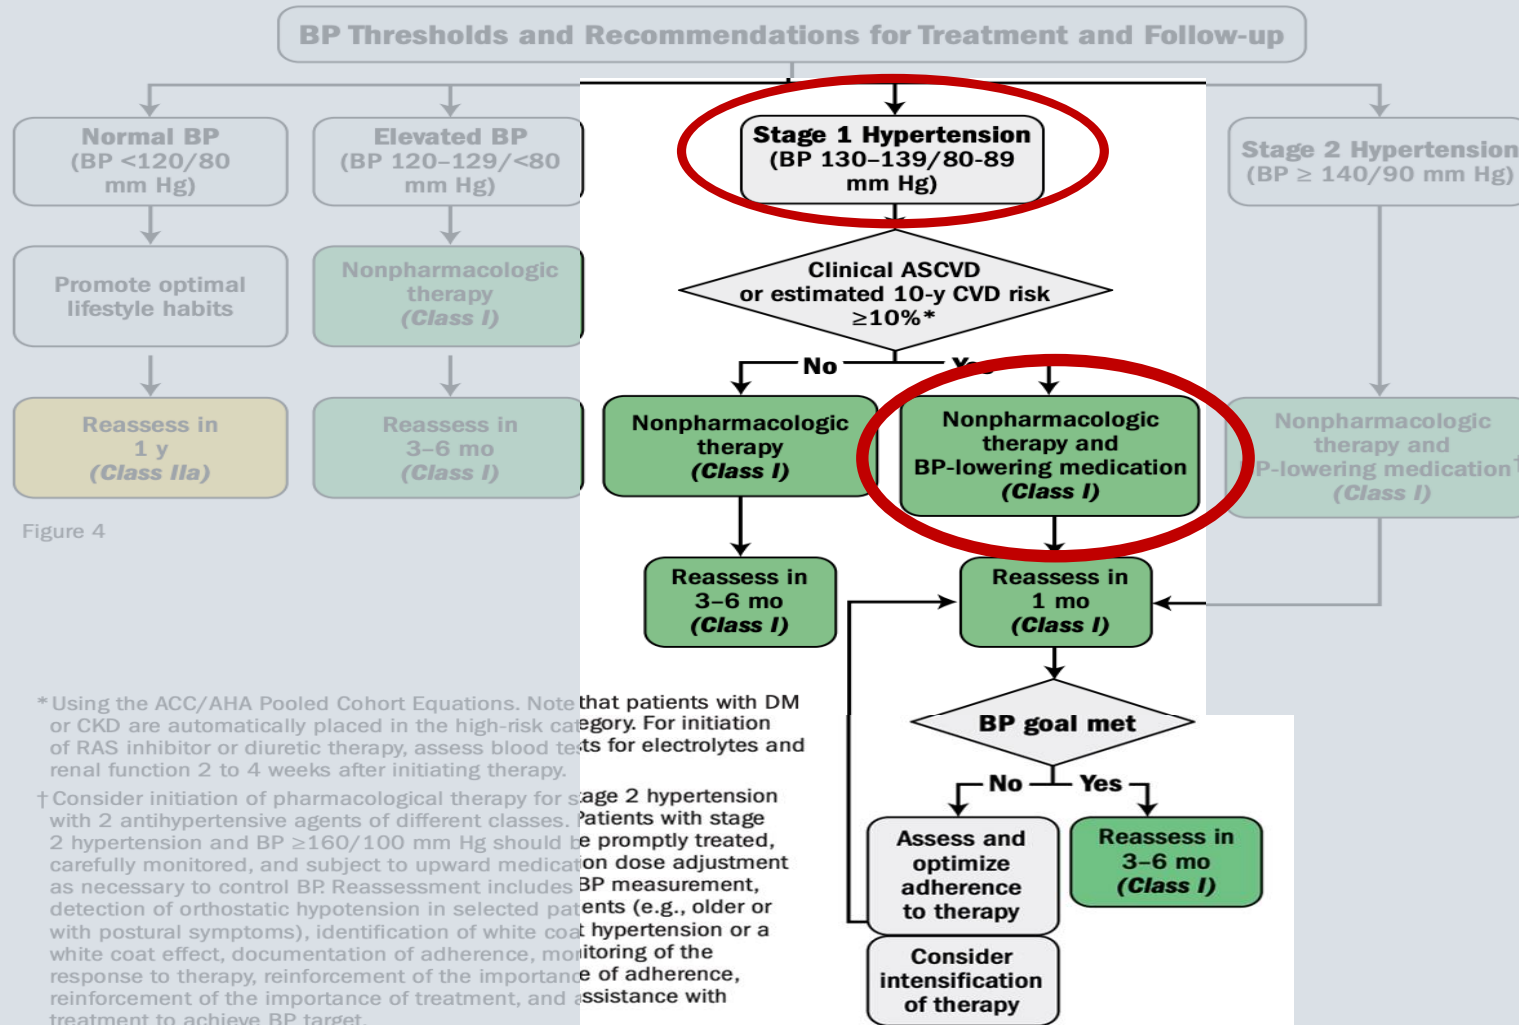 BP Thresholds and Recommendations for Treatment and Follow-up
Normal BP
(BP <120/80
mm Hg)
Elevated BP
(BP 120–129/<80
mm Hg)
Stage 1 Hypertension
(BP 130–139/80-89
mm Hg)
Stage 2 Hypertension
(BP ≥ 140/90 mm Hg)
Promote optimal
lifestyle habits
Nonpharmacologic
therapy
(Class I)
Clinical ASCVD
or estimated 10-y CVD risk
≥10%*
No
Yes
Reassess in
1 y
(Class IIa)
Reassess in
3–6 mo
(Class I)
Nonpharmacologic
therapy
(Class I)
Nonpharmacologic
therapy and
BP-lowering medication
(Class I)
Nonpharmacologic
therapy and
BP-lowering medication†
(Class I)
Figure 4
Reassess in
3–6 mo
(Class I)
Reassess in
1 mo
(Class I)
BP goal met
No
Yes
Assess and
optimize
adherence
to therapy
Reassess in
3–6 mo
(Class I)
Consider
intensification
of therapy
*Using the ACC/AHA Pooled Cohort Equations. Note that patients with DM
or CKD are automatically placed in the high-risk category. For initiation
of RAS inhibitor or diuretic therapy, assess blood tests for electrolytes and
renal function 2 to 4 weeks after initiating therapy.
†Consider initiation of pharmacological therapy for stage 2 hypertension
with 2 antihypertensive agents of different classes. Patients with stage
2 hypertension and BP ≥160/100 mm Hg should be promptly treated,
carefully monitored, and subject to upward medication dose adjustment
as necessary to control BP. Reassessment includes BP measurement,
detection of orthostatic hypotension in selected patients (e.g., older or
with postural symptoms), identification of white coat hypertension or a
white coat effect, documentation of adherence, monitoring of the
response to therapy, reinforcement of the importance of adherence,
reinforcement of the importance of treatment, and assistance with
treatment to achieve BP target.